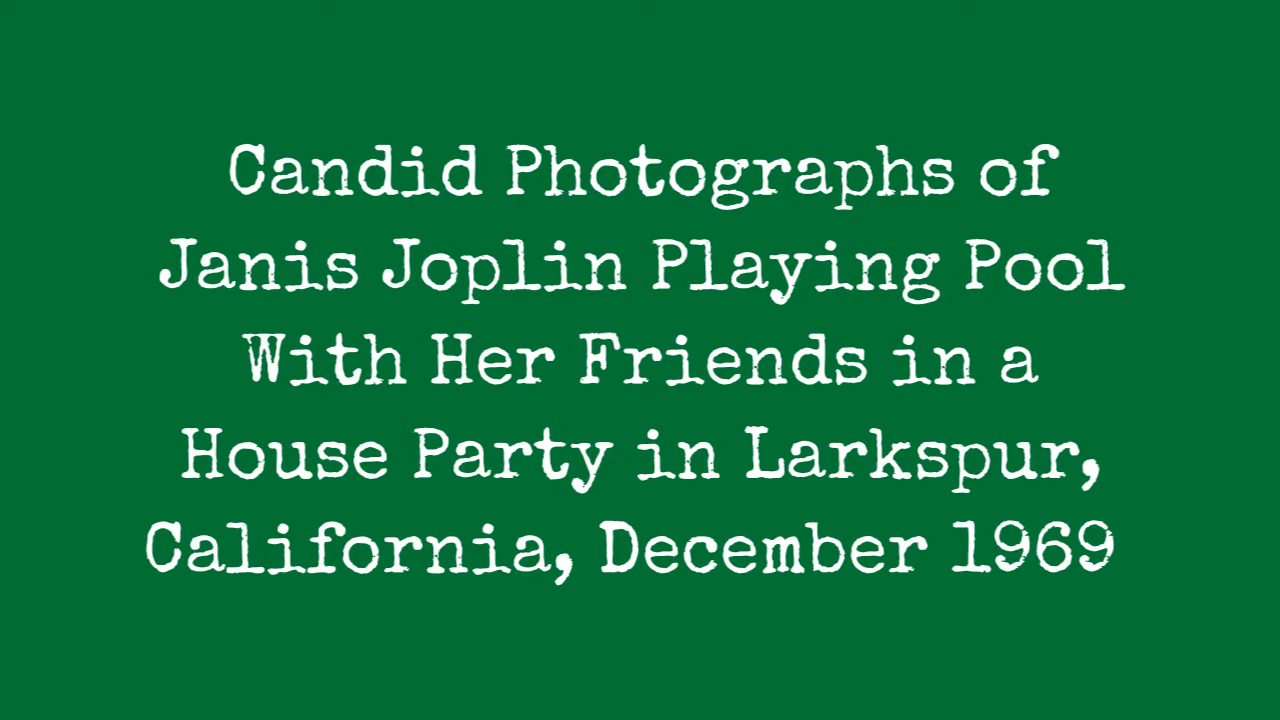 Candid Photographs of
Janis Joplin Playing Pool
With Her Friends in a
House Party in Larkspur,
California, December 1969